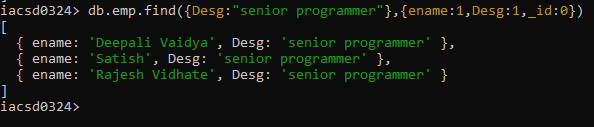 iacsd0324> db.emp.find({Desg:"senior programmer"},{ename:1,Desg:1,_id:0})
[
  { ename: 'Deepali Vaidya', Desg: 'senior programmer' },
  { ename: 'Satish', Desg: 'senior programmer' },
  { ename: 'Rajesh Vidhate', Desg: 'senior programmer' }
]
iacsd0324>